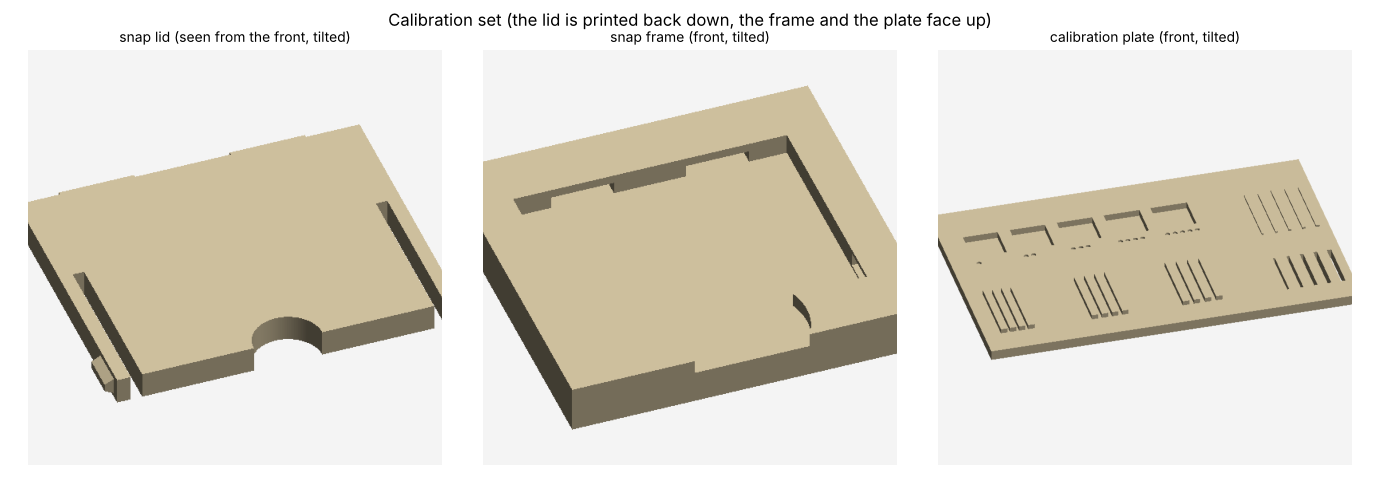 Calibration set (the lid is printed back down, the frame and the plate face up)
snap lid (seen from the front, tilted)
snap frame (front, tilted)
calibration plate (front, tilted)